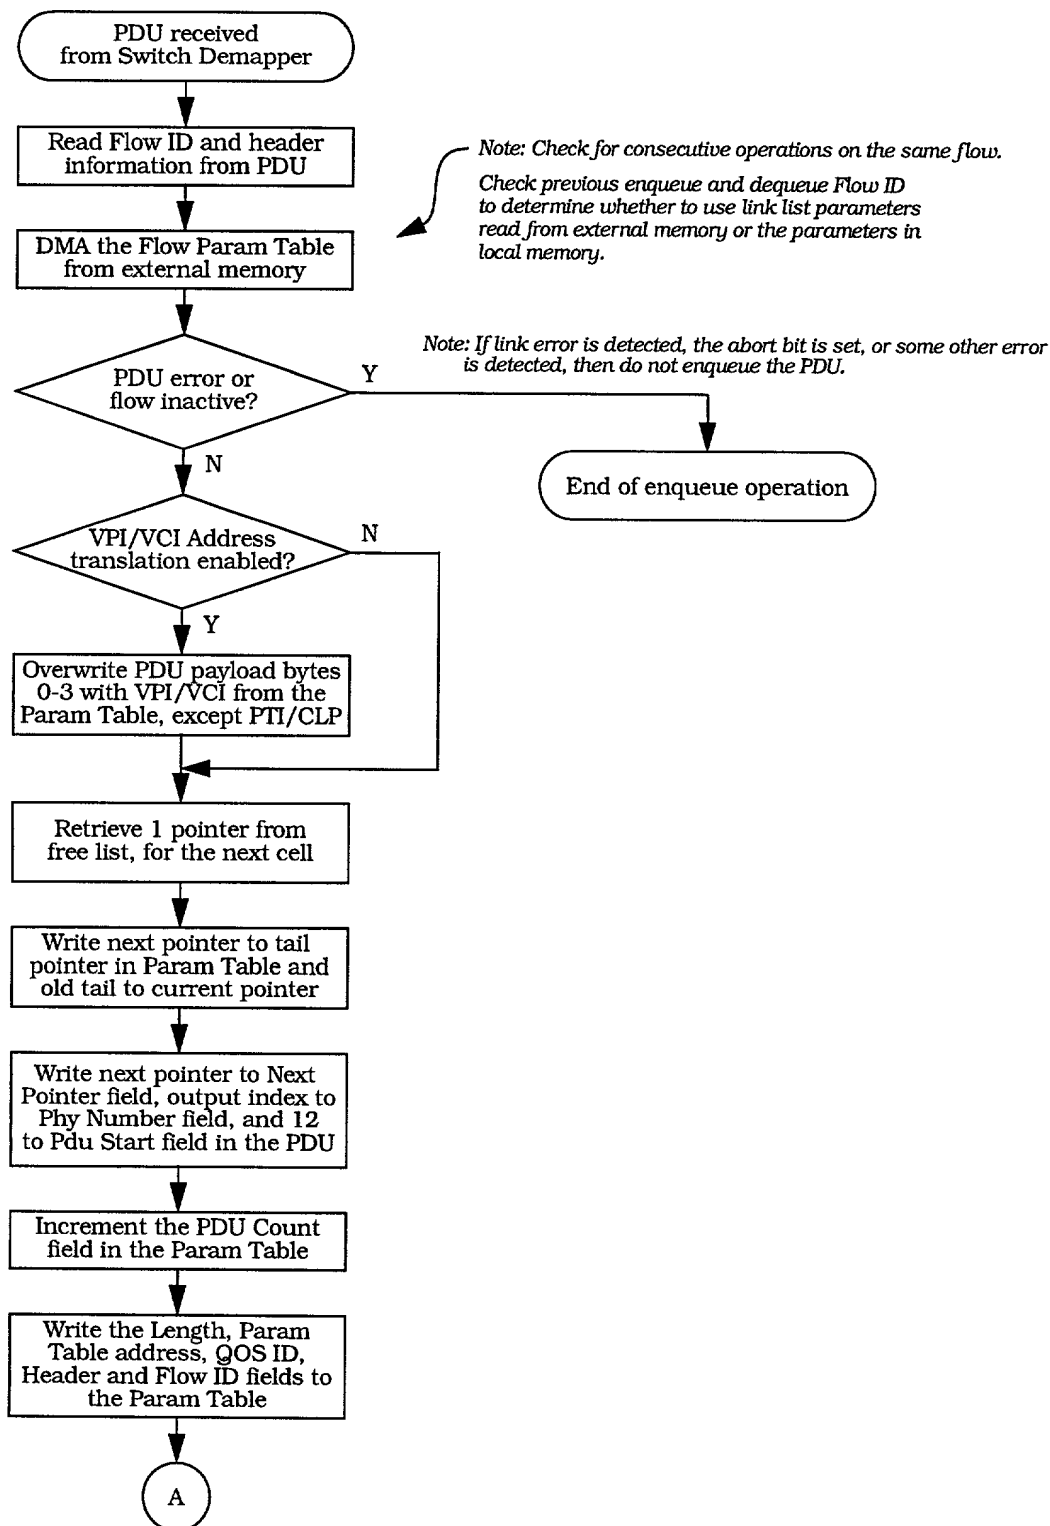 PDU received
from Switch Demapper
Read Flow ID and header
information from PDU
Note: Check for consecutive operations on the same flow.
Check previous enqueue and dequeue Flow ID
to determine whether to use link list parameters
read from external memory or the parameters in
local memory.
DMA the Flow Param Table
from external memory
Note: If link error is detected, the abort bit is set, or some other error
is detected, then do not enqueue the PDU.
PDU error or
flow inactive?
Y
N
End of enqueue operation
VPI/VCI Address
translation enabled?
N
Y
Overwrite PDU payload bytes
0-3 with VPI/VCI from the
Param Table, except PTI/CLP
Retrieve 1 pointer from
free list, for the next cell
Write next pointer to tail
pointer in Param Table and
old tail to current pointer
Write next pointer to Next
Pointer field, output index to
Phy Number field, and 12
to Pdu Start field in the PDU
Increment the PDU Count
field in the Param Table
Write the Length, Param
Table address, QOS ID,
Header and Flow ID fields to
the Param Table
A